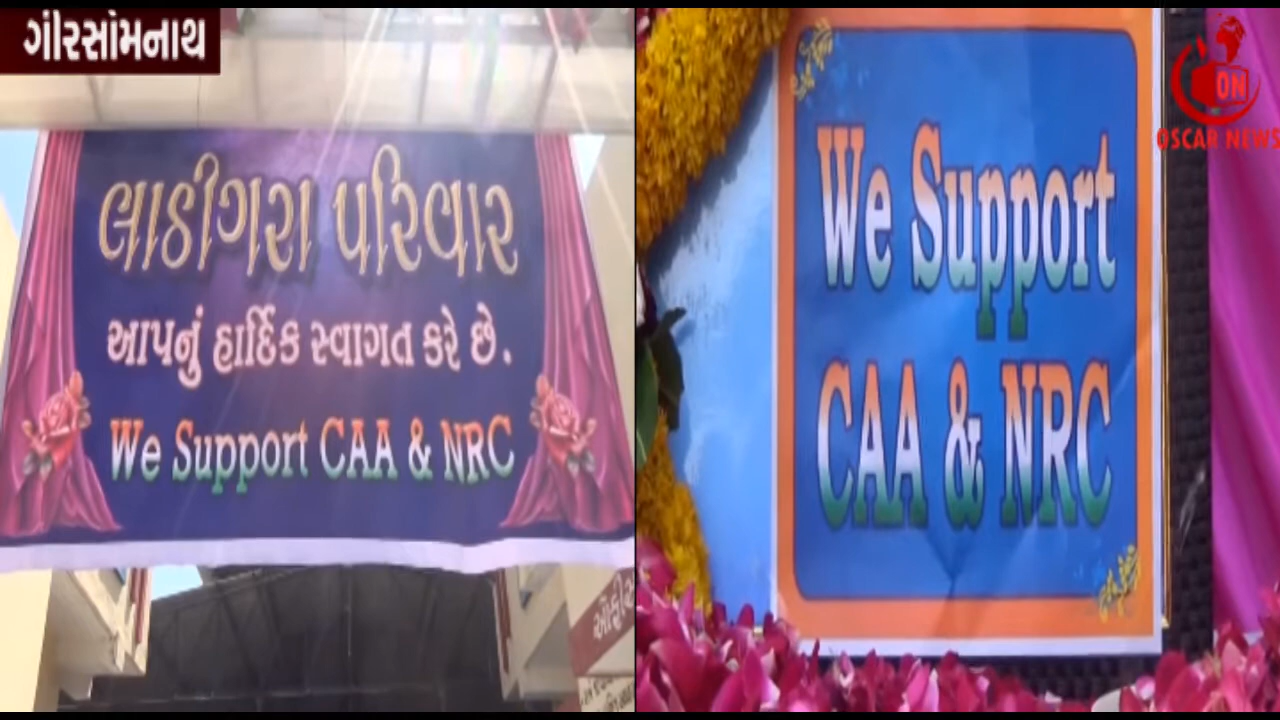 ગીરસોમનાથ
લાઠીગરા પરિવાર
આપનું હાર્દિક સ્વાગત કરે છે.
We Support CAA & NRC
We Support
CAA & NRC
ON
OSCAR NEWS